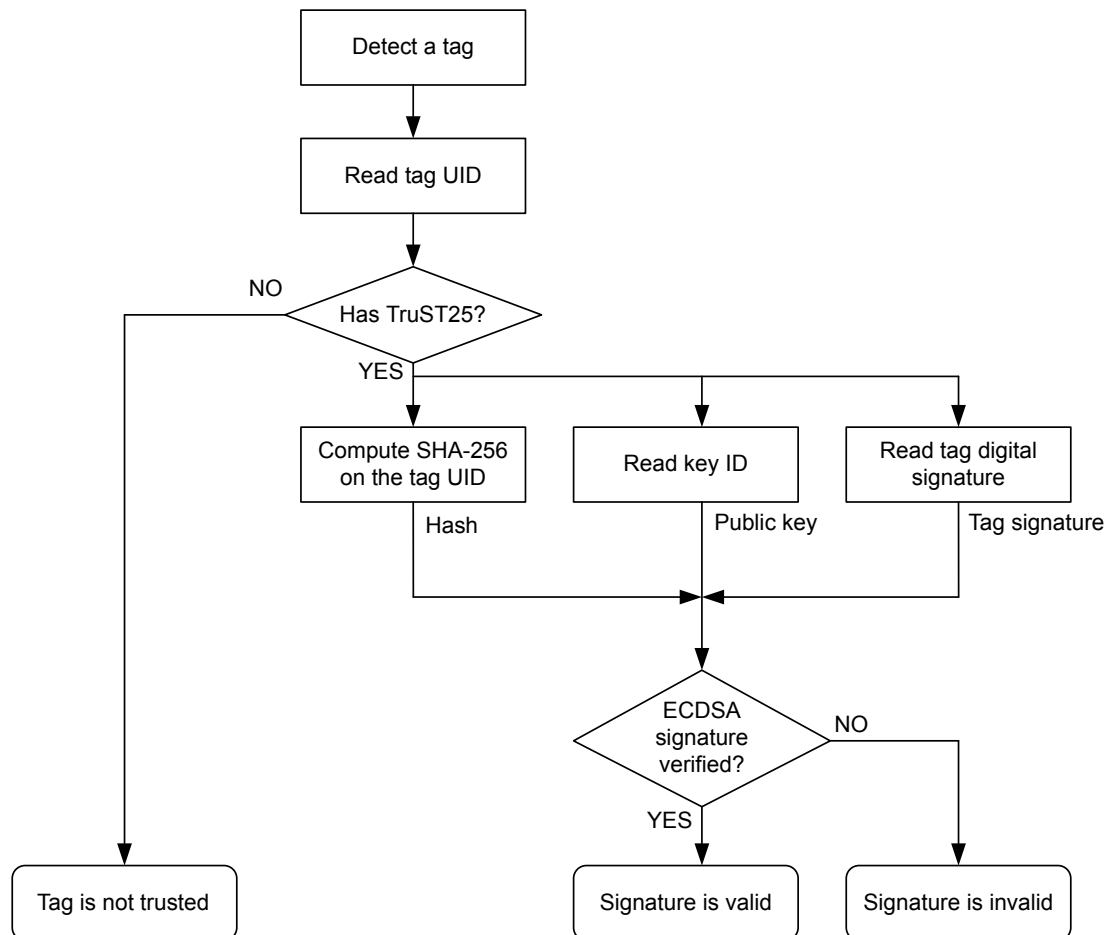 Detect a tag
Read tag UID
NO
Has TruST25?
YES
Compute SHA-256
on the tag UID
Read key ID
Read tag digital
signature
Hash
Public key
Tag signature
ECDSA
signature
verified?
NO
YES
Tag is not trusted
Signature is valid
Signature is invalid